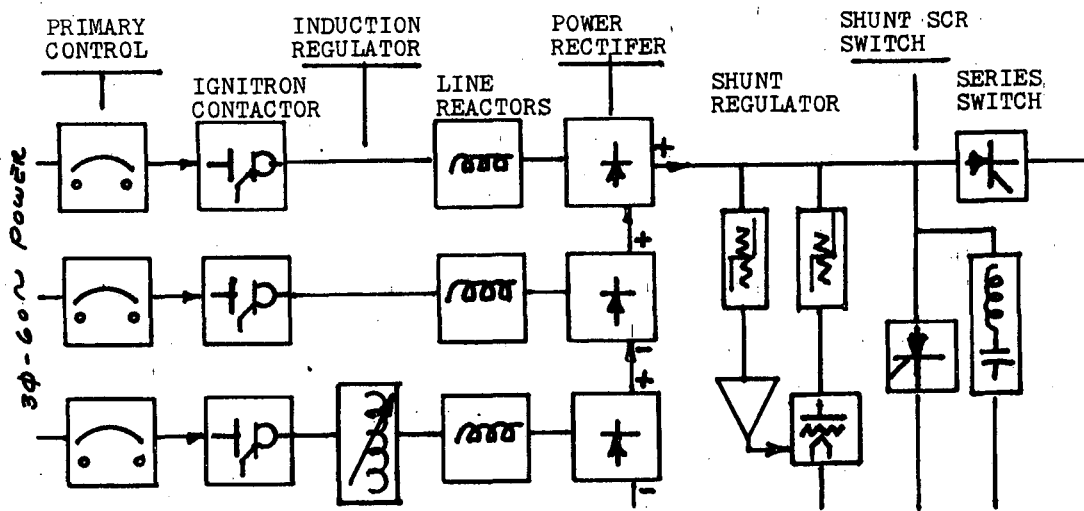 PRIMARY
CONTROL
INDUCTION
REGULATOR
POWER
RECTIFER
SHUNT SCR
SWITCH
IGNITRON
CONTACTOR
LINE
REACTORS
SHUNT
REGULATOR
SERIES
SWITCH
3Φ-60~ POWER
+
+
-
+
-